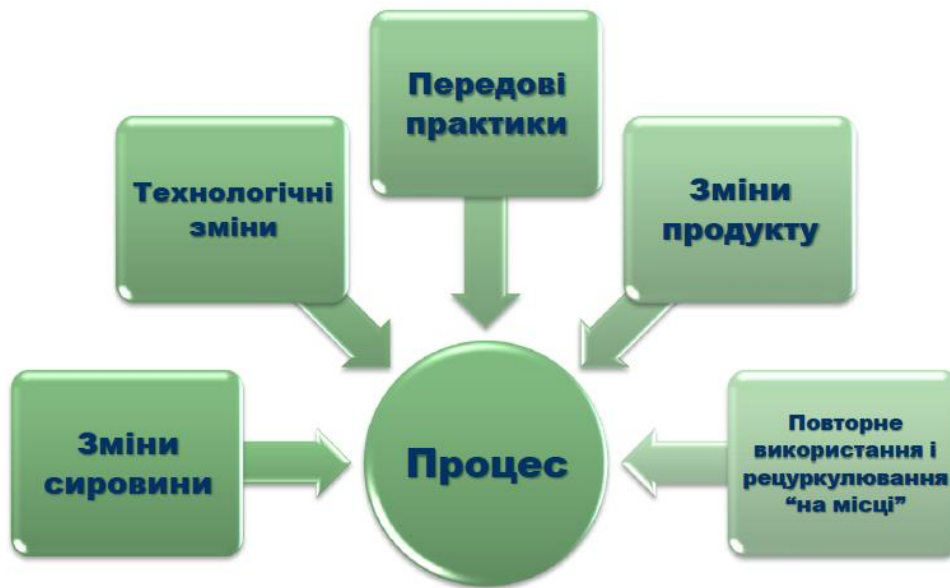 Передові
практики
Технологічні
зміни
Зміни
продукту
Зміни
сировини
Процес
Повторне
використання і
рецуркулювання
“на місці”